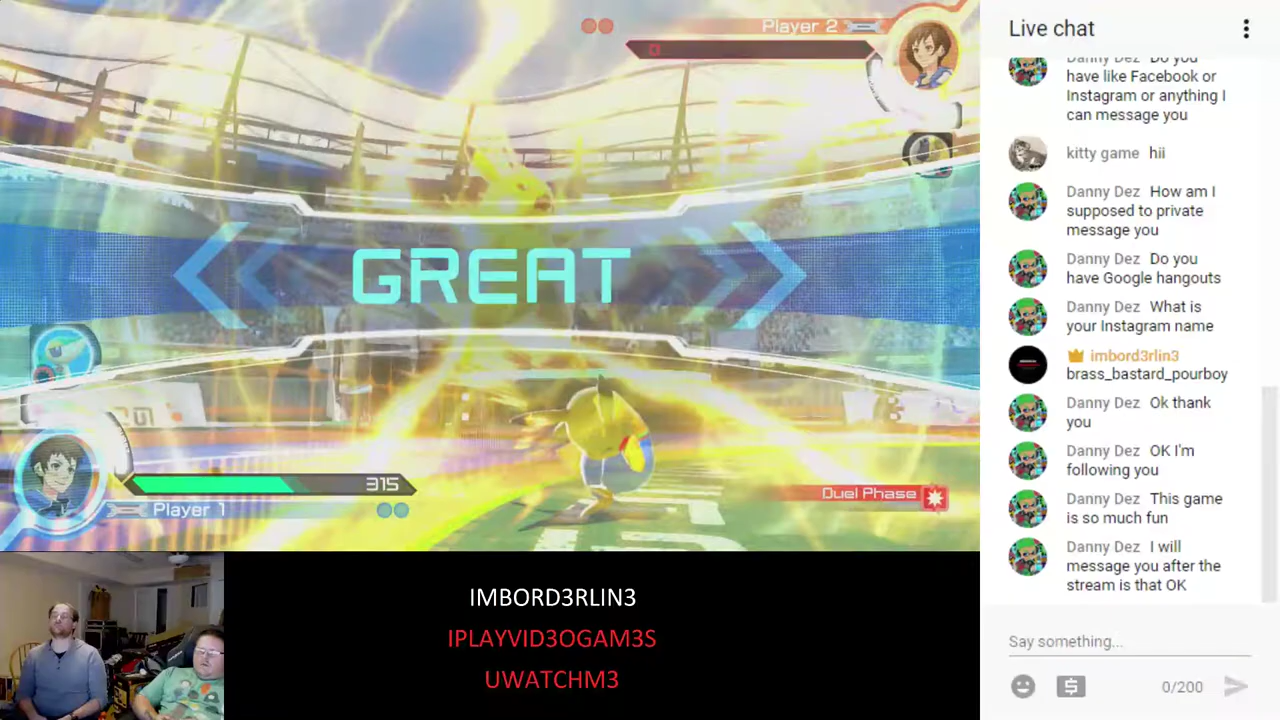 Player 2
0
GREAT
315
Player 1
Duel Phase
IMBORD3RLIN3
IPLAYVID3OGAM3S
UWATCHM3
Live chat
Danny Dez Do you
have like Facebook or
Instagram or anything I
can message you
kitty game hii
Danny Dez How am I
supposed to private
message you
Danny Dez Do you
have Google hangouts
Danny Dez What is
your Instagram name
imbord3rlin3
brass_bastard_pourboy
Danny Dez Ok thank
you
Danny Dez OK I'm
following you
Danny Dez This game
is so much fun
Danny Dez I will
message you after the
stream is that OK
Say something...
0/200